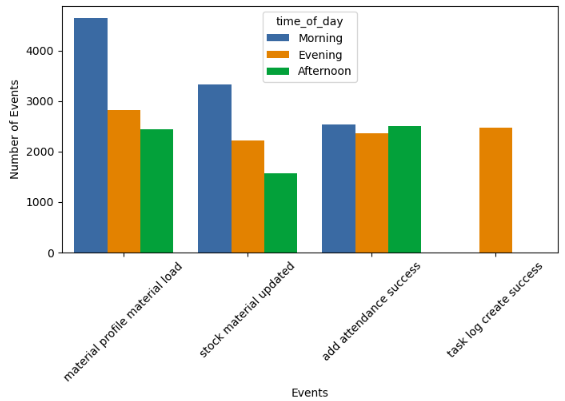 time_of_day
Morning
Evening
Afternoon
Number of Events
4000
3000
2000
1000
0
material profile material load
stock material updated
add attendance success
task log create success
Events